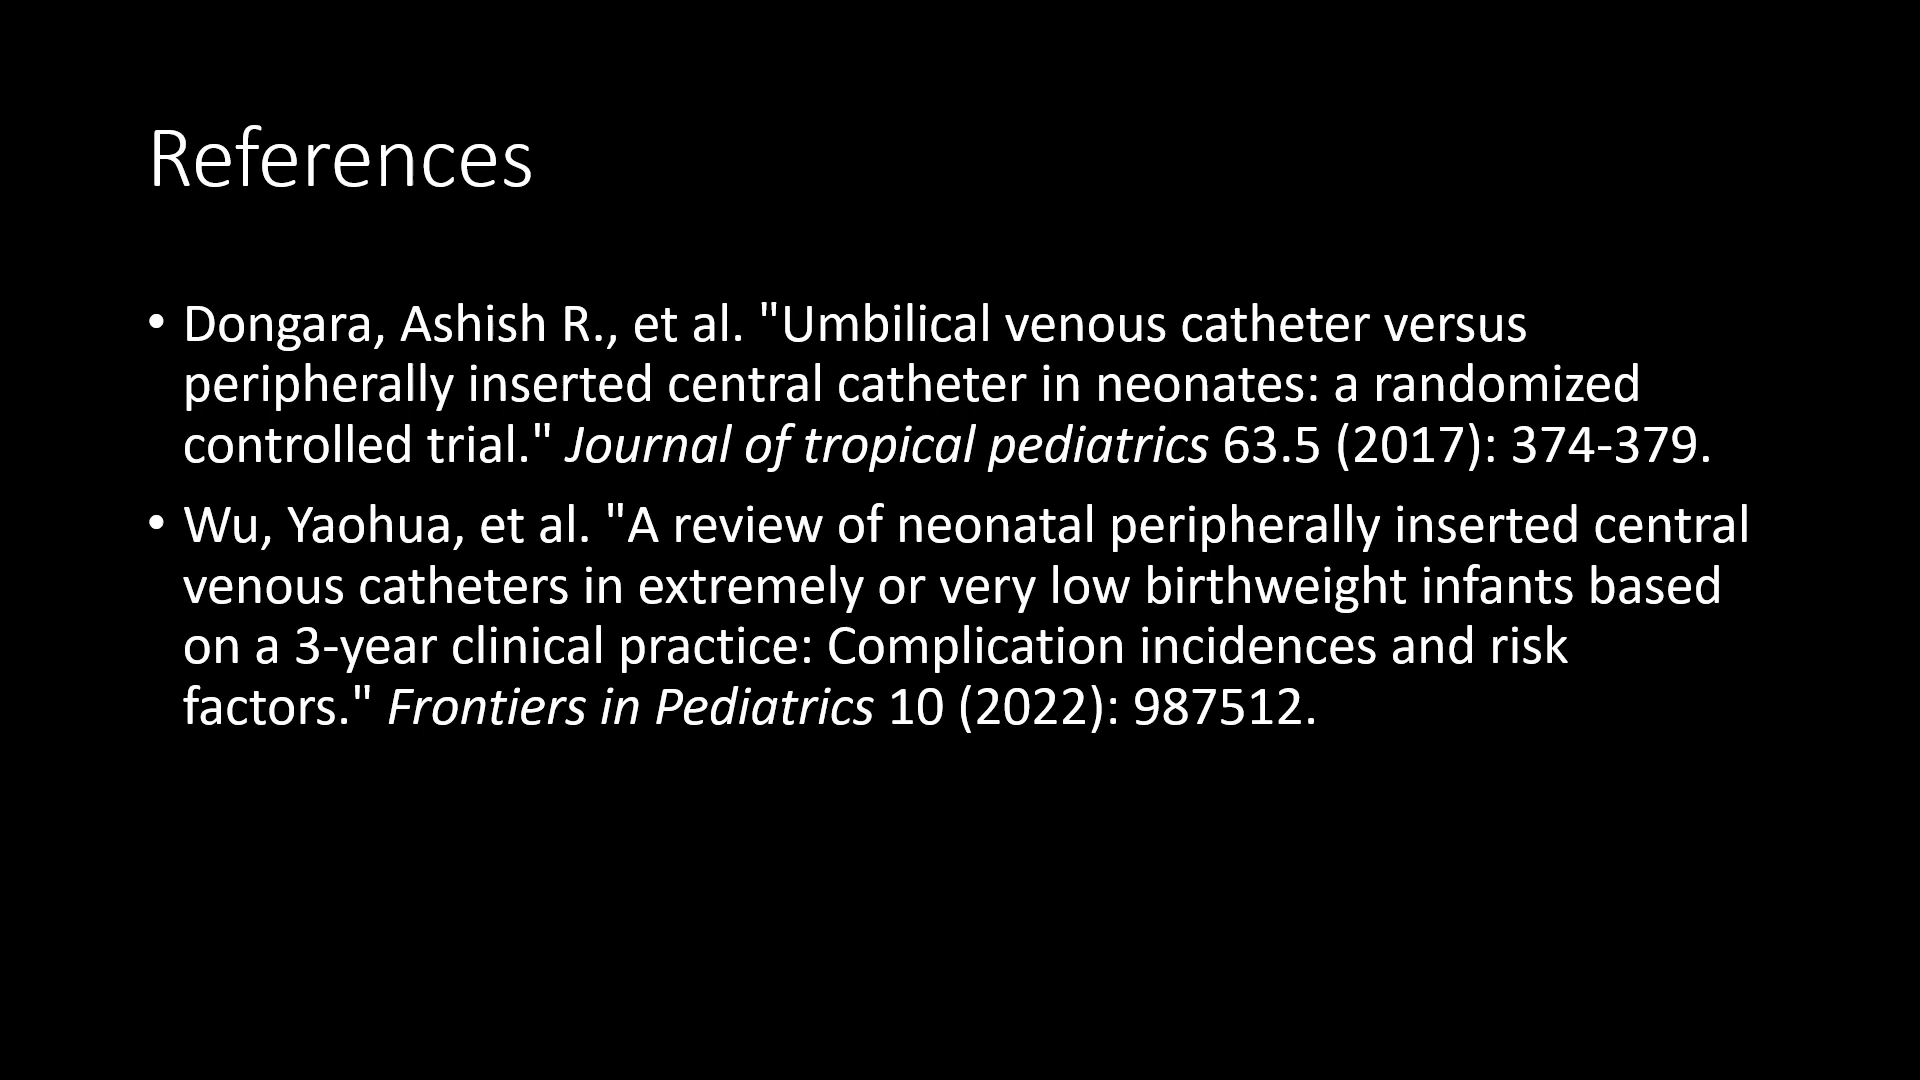 References
• Dongara, Ashish R., et al. "Umbilical venous catheter versus
peripherally inserted central catheter in neonates: a randomized
controlled trial." Journal of tropical pediatrics 63.5 (2017): 374-379.
• Wu, Yaohua, et al. "A review of neonatal peripherally inserted central
venous catheters in extremely or very low birthweight infants based
on a 3-year clinical practice: Complication incidences and risk
factors." Frontiers in Pediatrics 10 (2022): 987512.